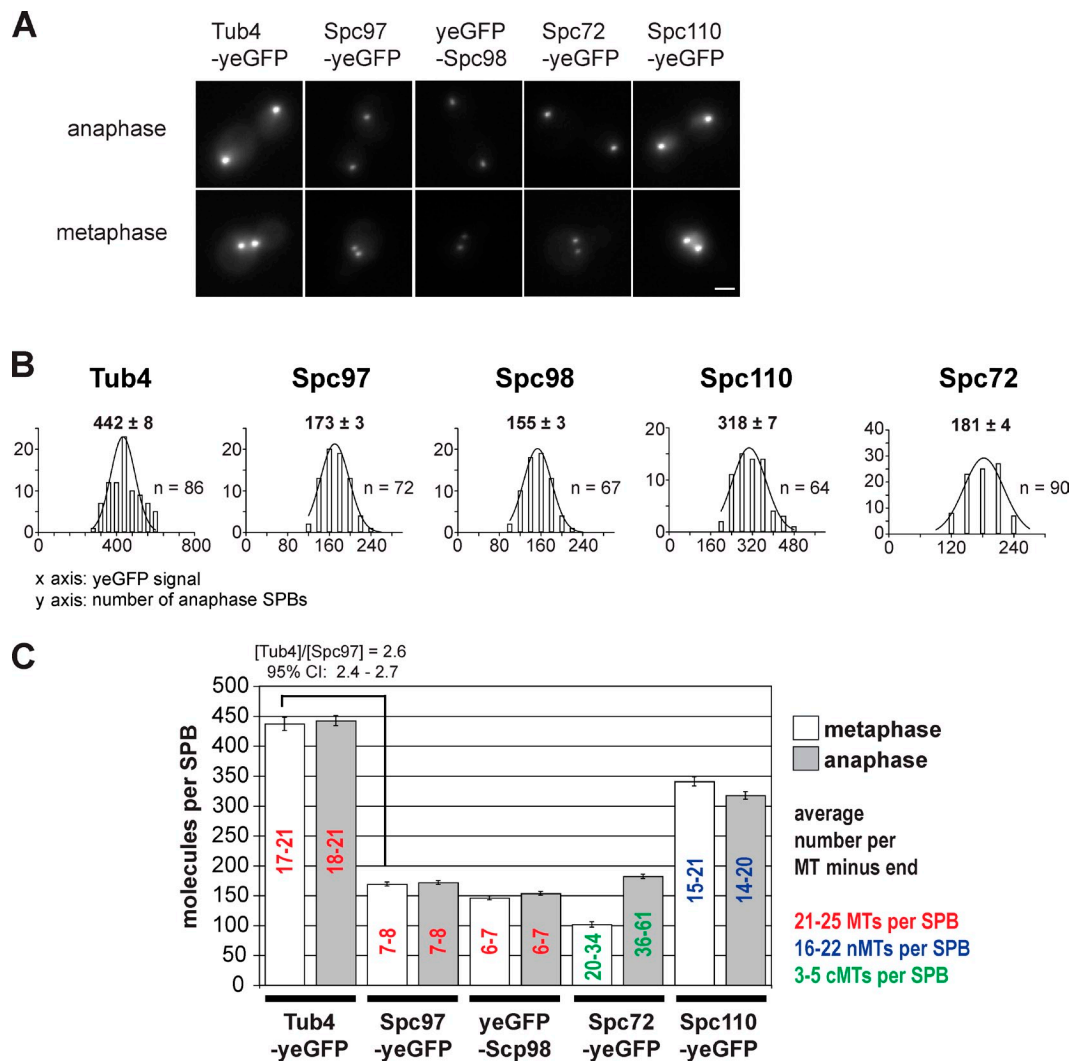 A
Tub4 -yeGFP
Spc97 -yeGFP
yeGFP -Spc98
Spc72 -yeGFP
Spc110 -yeGFP
anaphase
metaphase
B
Tub4
Spc97
Spc98
Spc110
Spc72
442 ± 8
173 ± 3
155 ± 3
318 ± 7
181 ± 4
20
10
0
n = 86
0 400 800
20
10
0
n = 72
0 80 160 240
20
10
0
n = 67
0 80 160 240
20
10
0
n = 64
0 160 320 480
40
30
20
10
0
n = 90
0 120 240
x axis: yeGFP signal
y axis: number of anaphase SPBs
C
[Tub4]/[Spc97] = 2.6
95% CI: 2.4 - 2.7
molecules per SPB
500
450
400
350
300
250
200
150
100
50
0
17-21
18-21
7-8
7-8
6-7
6-7
20-34
36-61
15-21
14-20
Tub4 -yeGFP
Spc97 -yeGFP
yeGFP -Scp98
Spc72 -yeGFP
Spc110 -yeGFP
metaphase
anaphase
average
number per
MT minus end
21-25 MTs per SPB
16-22 nMTs per SPB
3-5 cMTs per SPB